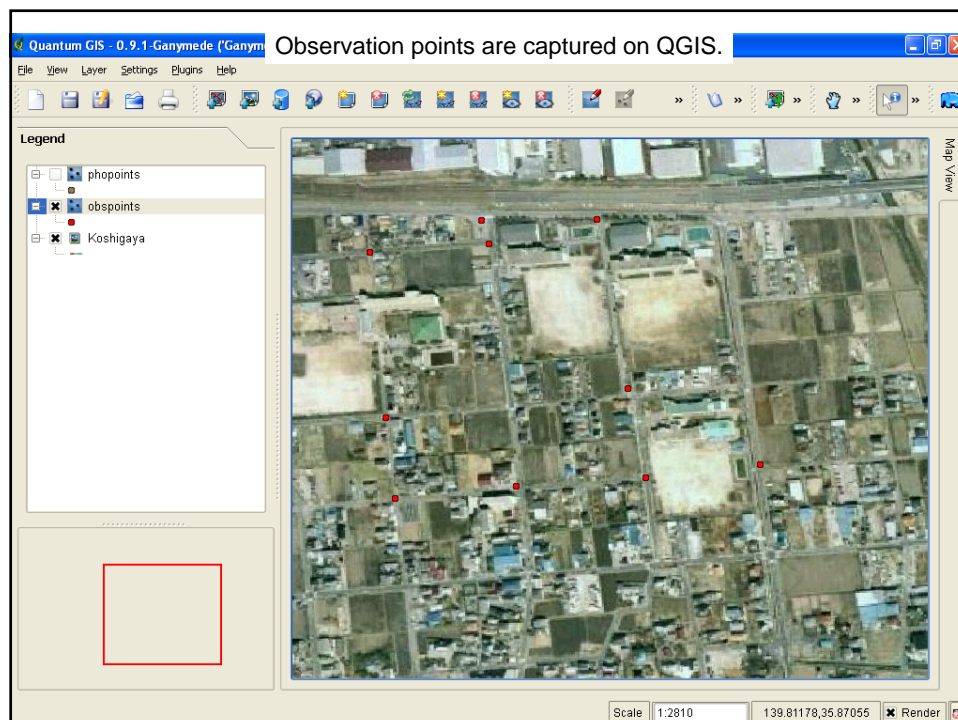 Quantum GIS - 0.9.1-Ganymede ('Ganym
Observation points are captured on QGIS.
File View Layer Settings Plugins Help
Legend
phopoints
obspoints
Koshigaya
Map View
Scale 1:2810 139.81178,35.87055 Render